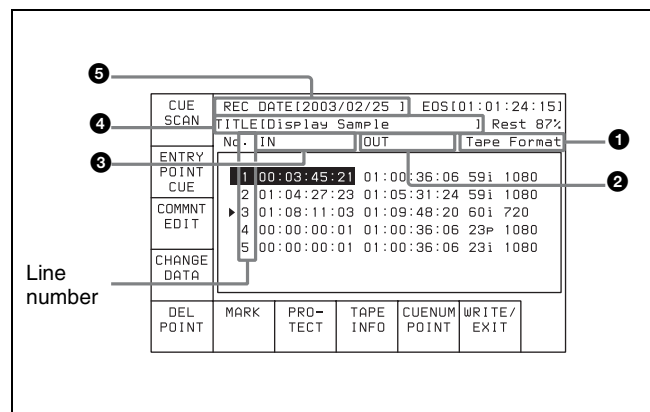 ❺
CUE SCAN
REC DATE[2003/02/25 ] EOS[01:01:24:15]
❹
TITLE[Display Sample ] Rest 87%
❸
No. IN OUT Tape Format
❶
❷
ENTRY POINT CUE
1 00:03:45:21 01:00:36:06 59i 1080
2 01:04:27:23 01:05:31:24 59i 1080
COMMNT EDIT
▶ 3 01:08:11:03 01:09:48:20 60i 720
4 00:00:00:01 01:00:36:06 23P 1080
5 00:00:00:01 01:00:36:06 23i 1080
CHANGE DATA
Line
number
DEL POINT
MARK
PRO- TECT
TAPE INFO
CUENUM POINT
WRITE/ EXIT